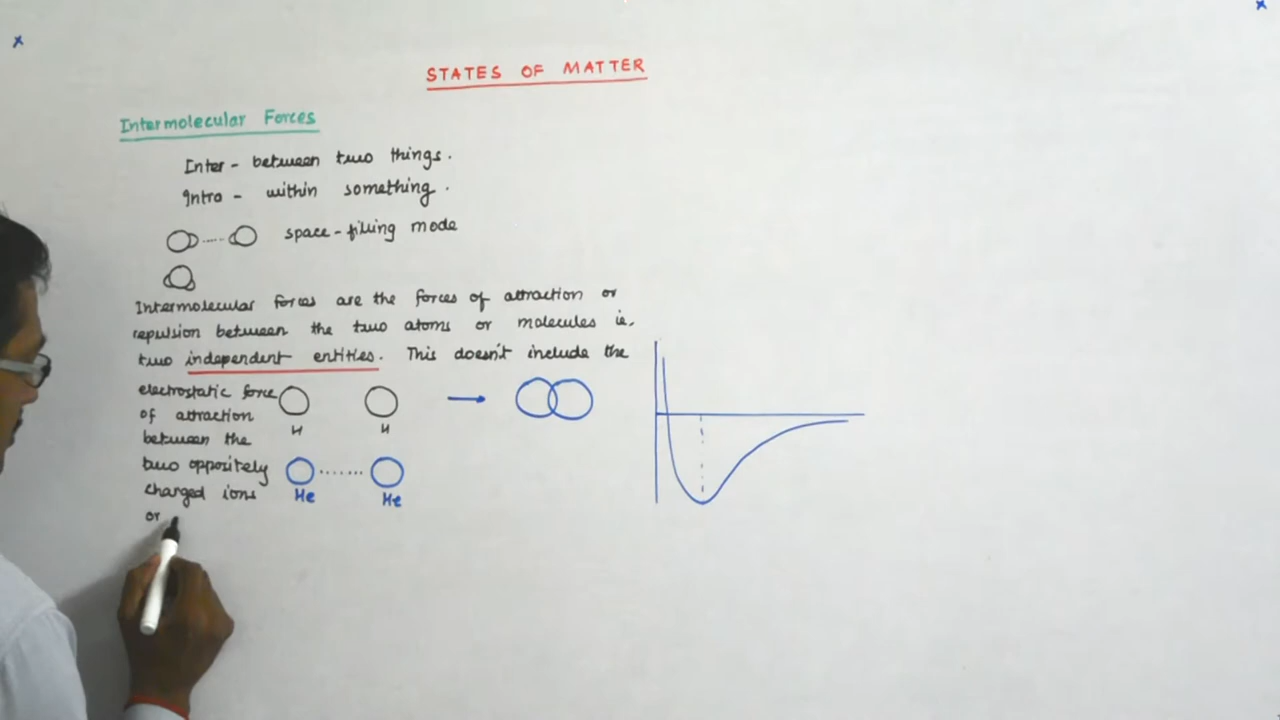 STATES OF MATTER
Intermolecular Forces
Inter - between two things.
Intra - within something.
space-filling mode
Intermolecular forces are the forces of attraction or
repulsion between the two atoms or molecules ie.
two independent entities. This doesn't include the
electrostatic force
of attraction
between the
two oppositely
charged ions
or
H H
He He